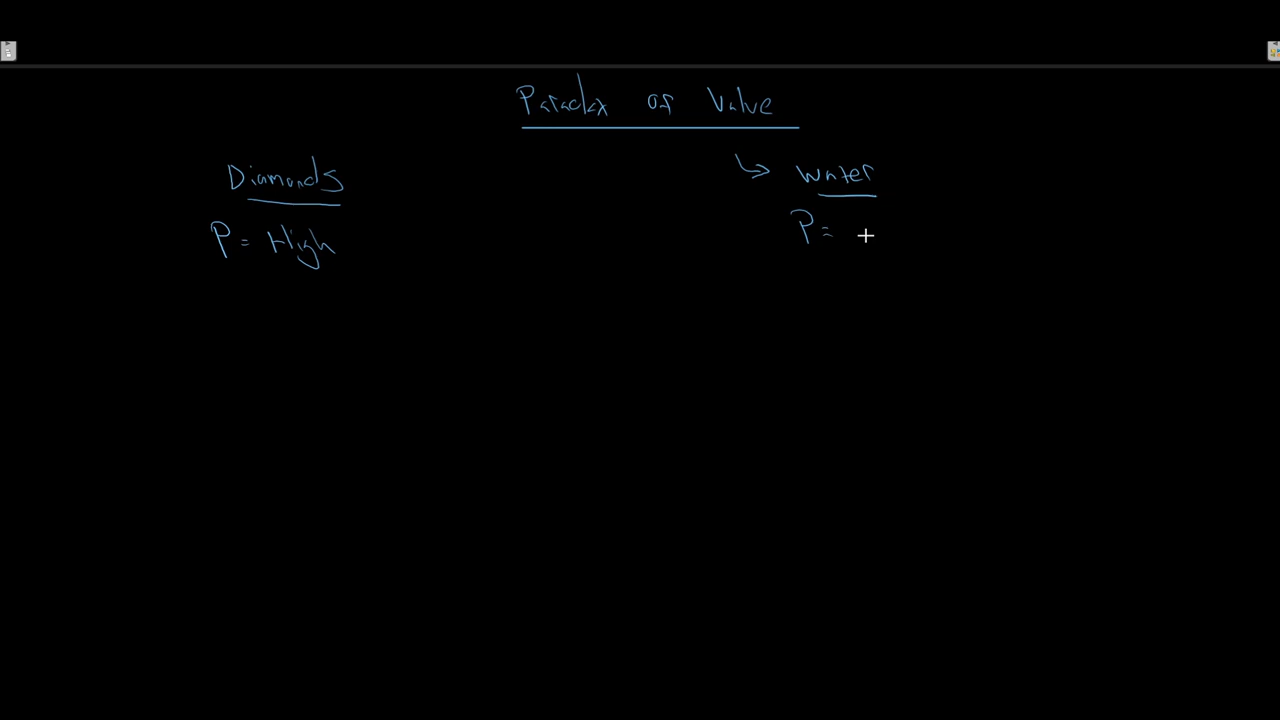 Paradox of Value
Diamonds
P = High
↳ Water
P =